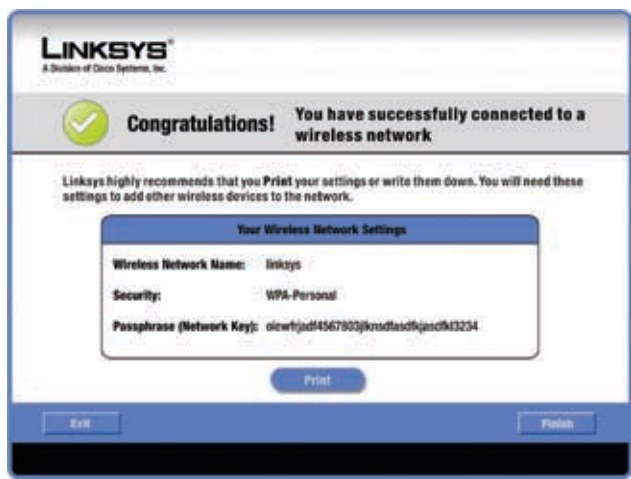 LINKSYS®
A Division of Cisco Systems, Inc.
Congratulations!
You have successfully connected to a
wireless network
Linksys highly recommends that you Print your settings or write them down. You will need these
settings to add other wireless devices to the network.
Your Wireless Network Settings
Wireless Network Name: linksys
Security: WPA-Personal
Passphrase (Network Key):
Print
Exit
Finish